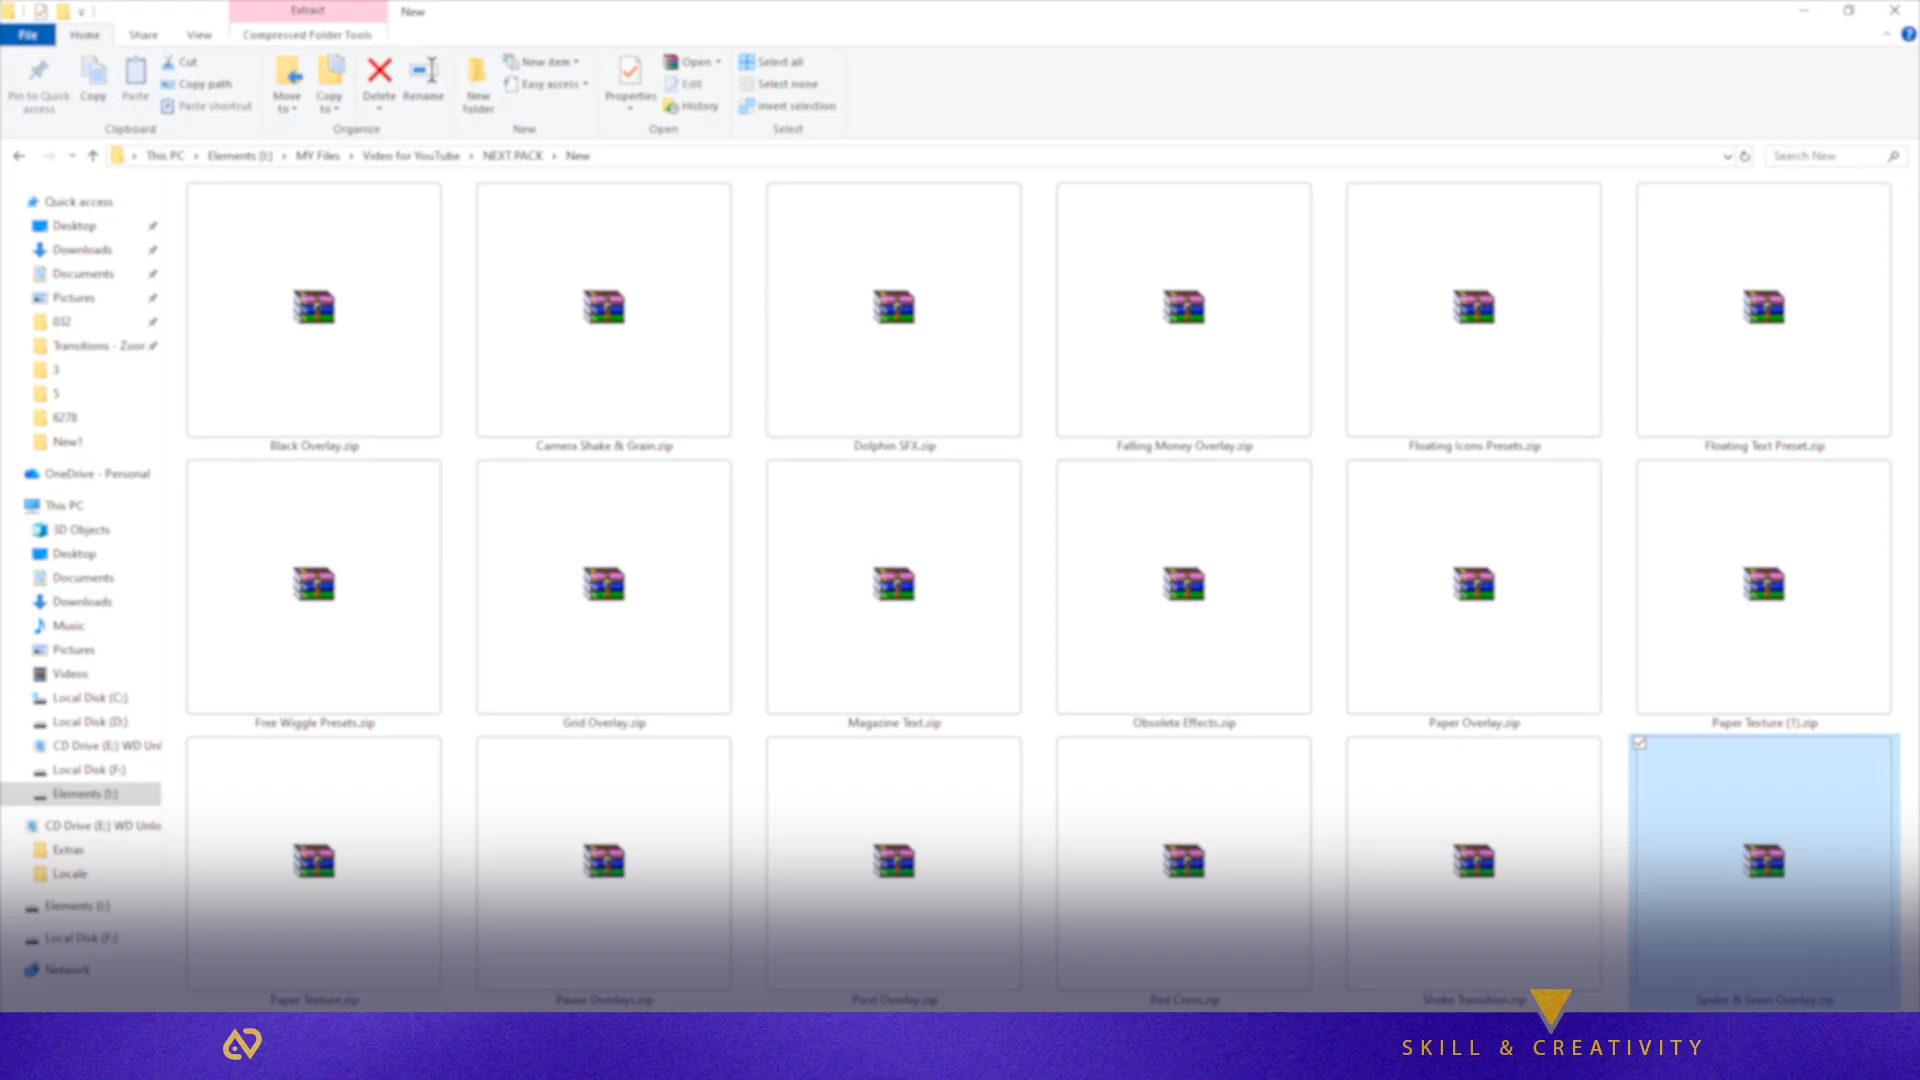 Extract
New
File
Home
Share
View
Compressed Folder Tools
Pin to Quick access
Copy
Paste
Cut
Copy path
Paste shortcut
Clipboard
Move to
Copy to
Delete
Rename
Organize
New folder
New item
Easy access
New
Properties
Open
Edit
History
Open
Select all
Select none
Invert selection
Select
This PC > Elements (I:) > MY Files > Video for YouTube > NEXT PACK > New
Search New
Quick access
Desktop
Downloads
Documents
Pictures
032
Transitions - Zoor
3
5
6278
New1
OneDrive - Personal
This PC
3D Objects
Desktop
Documents
Downloads
Music
Pictures
Videos
Local Disk (C:)
Local Disk (D:)
CD Drive (E:) WD Unl
Local Disk (F:)
Elements (I:)
CD Drive (E:) WD Unlo
Extras
Locale
Elements (I:)
Local Disk (F:)
Network
Black Overlay.zip
Camera Shake & Grain.zip
Dolphin SFX.zip
Falling Money Overlay.zip
Floating Icons Presets.zip
Floating Text Preset.zip
Free Wiggle Presets.zip
Grid Overlay.zip
Magazine Text.zip
Obsolete Effects.zip
Paper Overlay.zip
Paper Texture (1).zip
Paper Texture.zip
Pause Overlays.zip
Pixel Overlay.zip
Red Cross.zip
Shake Transition.zip
Spider & Grain Overlay.zip
SKILL & CREATIVITY